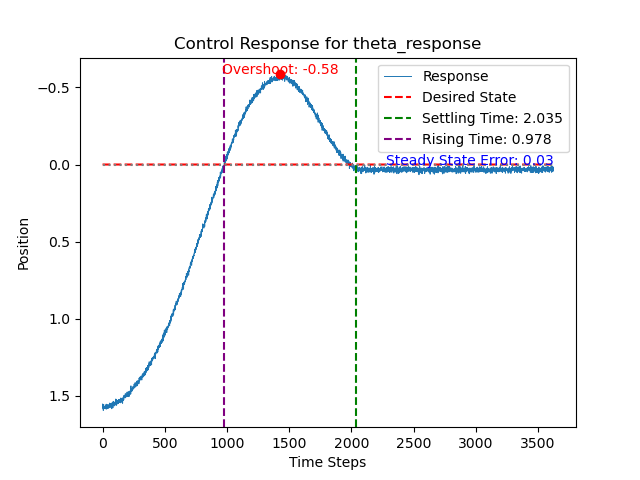 Control Response for theta_response
Overshoot: -0.58
Response
Desired State
Settling Time: 2.035
Rising Time: 0.978
Steady State Error: 0.03
−0.5
0.0
0.5
1.0
1.5
Position
0 500 1000 1500 2000 2500 3000 3500
Time Steps